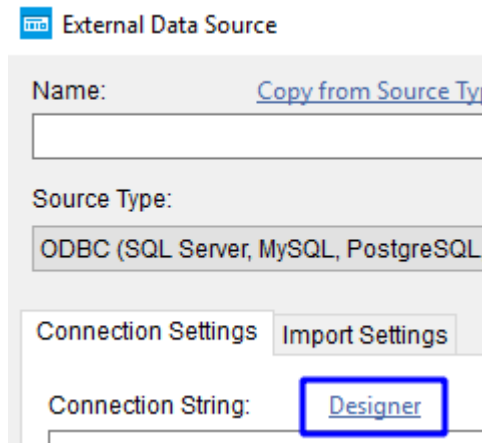 External Data Source
Name: Copy from Source Ty
Source Type:
ODBC (SQL Server, MySQL, PostgreSQL
Connection Settings Import Settings
Connection String: Designer